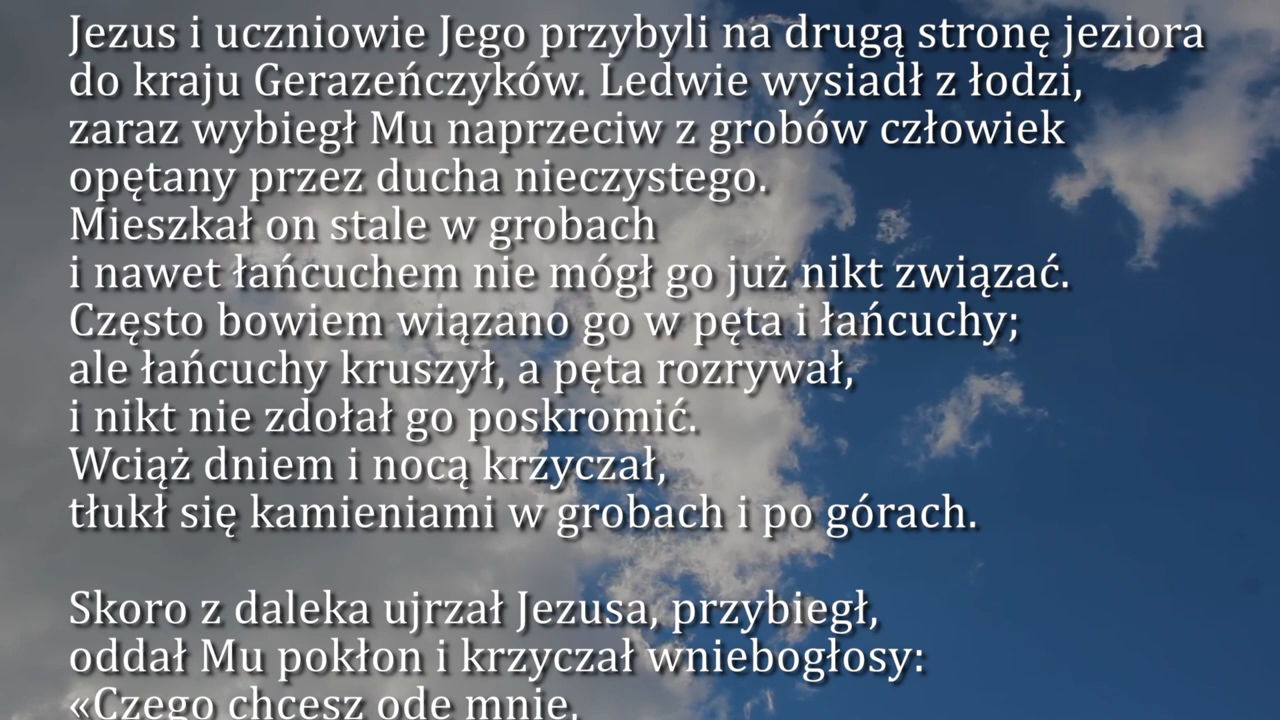 Jezus i uczniowie Jego przybyli na drugą stronę jeziora
do kraju Gerazeńczyków. Ledwie wysiadł z łodzi,
zaraz wybiegł Mu naprzeciw z grobów człowiek
opętany przez ducha nieczystego.
Mieszkał on stale w grobach
i nawet łańcuchem nie mógł go już nikt związać.
Często bowiem wiązano go w pęta i łańcuchy;
ale łańcuchy kruszył, a pęta rozrywał,
i nikt nie zdołał go poskromić.
Wciąż dniem i nocą krzyczał,
tłukł się kamieniami w grobach i po górach.
Skoro z daleka ujrzał Jezusa, przybiegł,
oddał Mu pokłon i krzyczał wniebogłosy:
«Czego chcesz ode mnie,